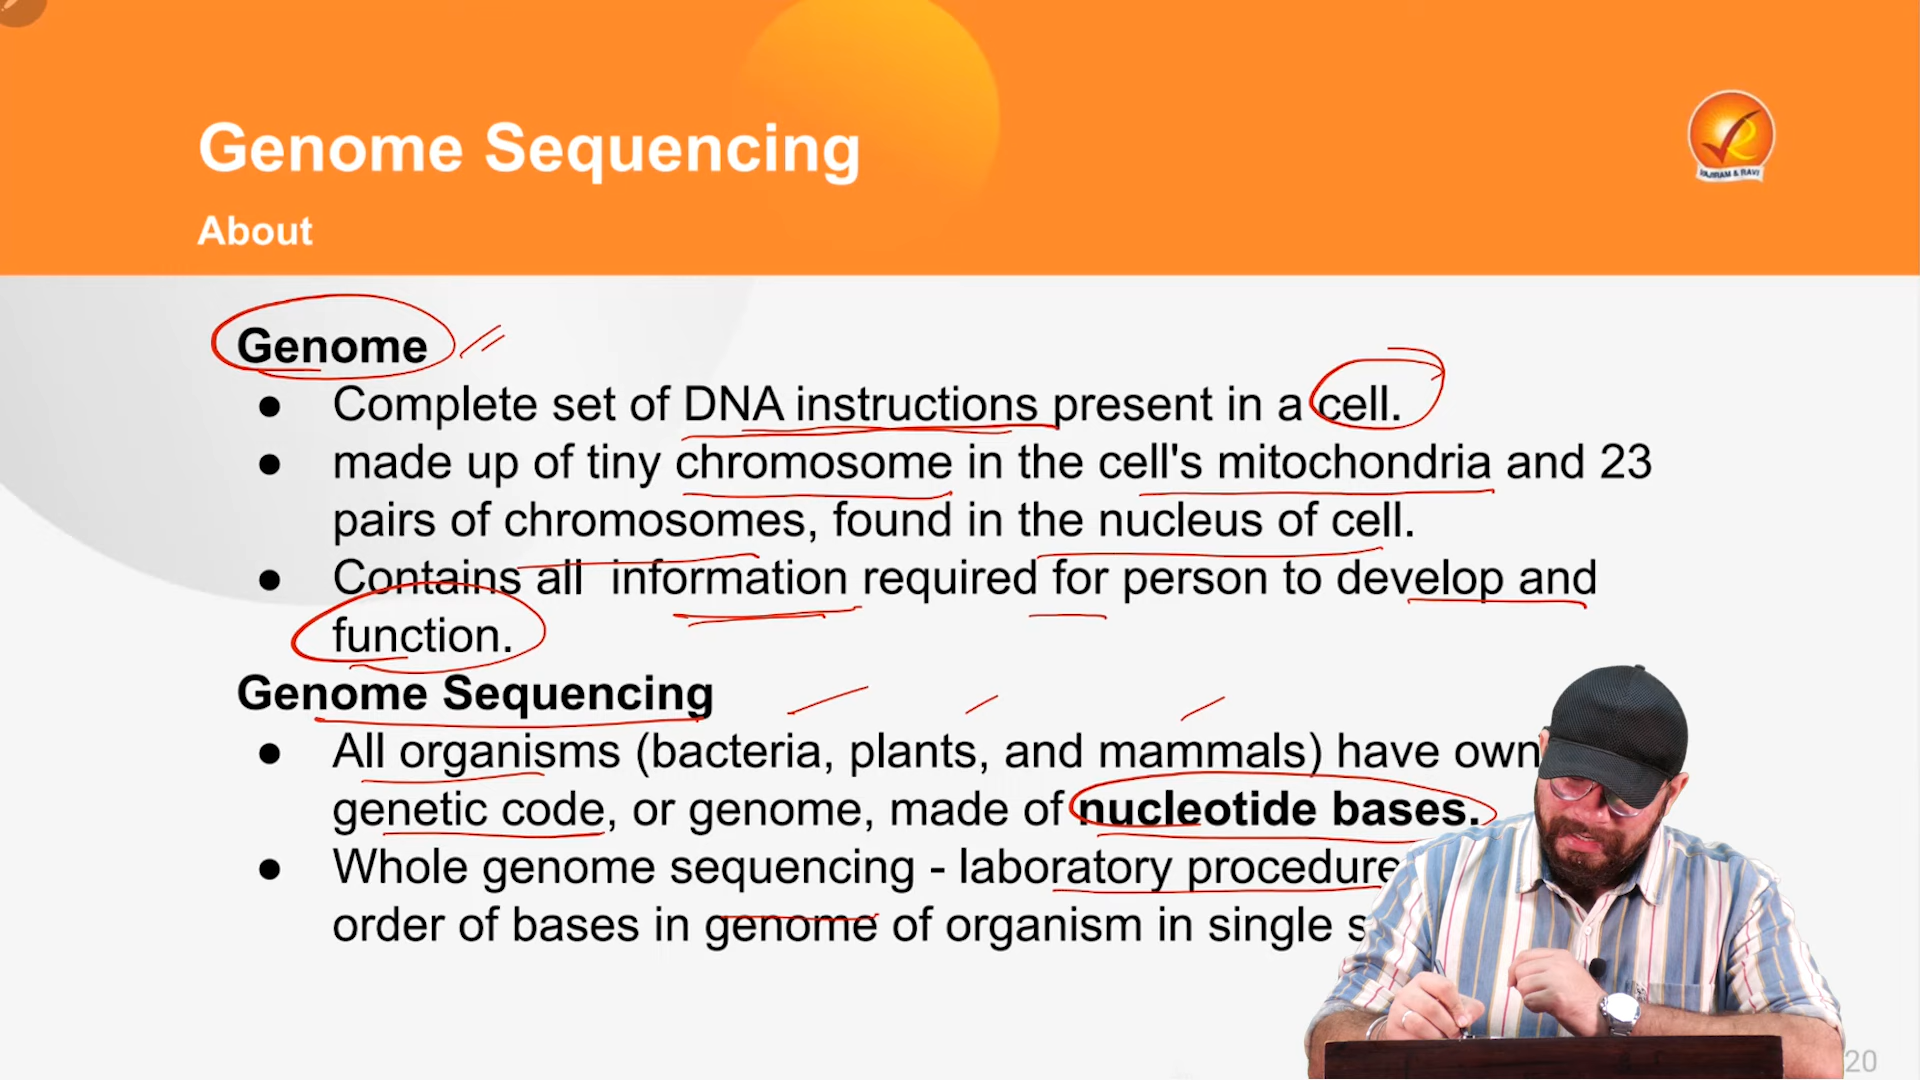 Genome Sequencing
About
VAJIRAM & RAVI
Genome
● Complete set of DNA instructions present in a cell.
● made up of tiny chromosome in the cell's mitochondria and 23
pairs of chromosomes, found in the nucleus of cell.
● Contains all information required for person to develop and
function.
Genome Sequencing
● All organisms (bacteria, plants, and mammals) have own
genetic code, or genome, made of nucleotide bases.
● Whole genome sequencing - laboratory procedure
order of bases in genome of organism in single s
20